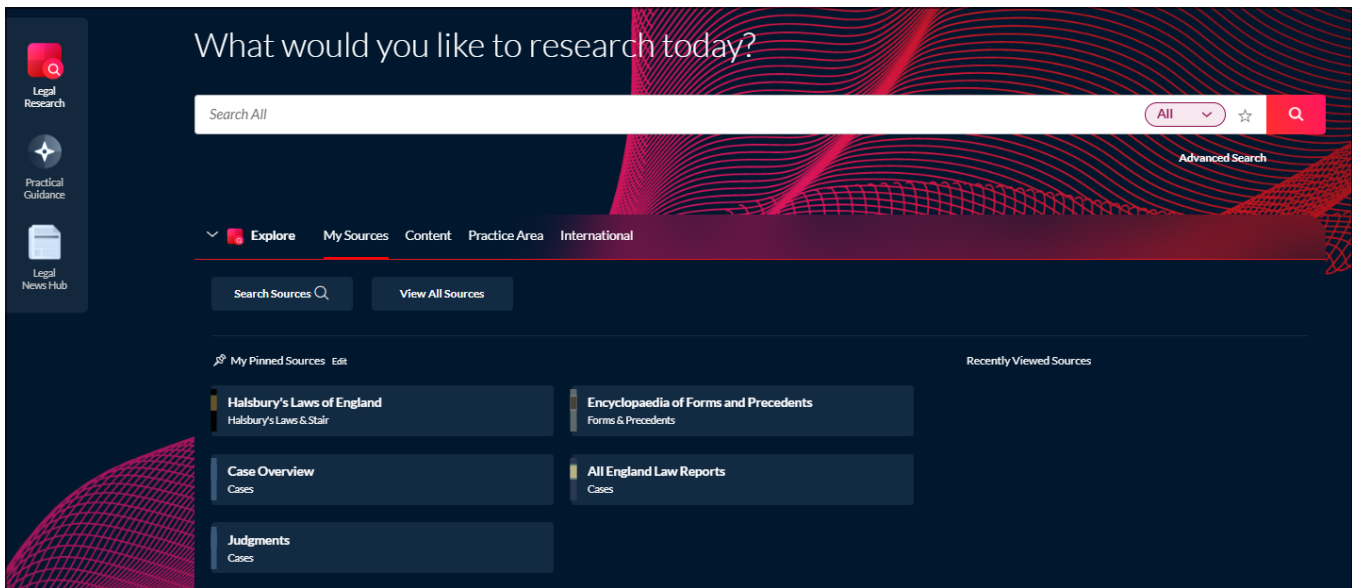 What would you like to research today?
Legal
Research
Practical
Guidance
Legal
News Hub
Search All
All
Advanced Search
Explore
My Sources
Content
Practice Area
International
Search Sources
View All Sources
My Pinned Sources Edit
Recently Viewed Sources
Halsbury's Laws of England
Halsbury's Laws & Stair
Encyclopaedia of Forms and Precedents
Forms & Precedents
Case Overview
Cases
All England Law Reports
Cases
Judgments
Cases